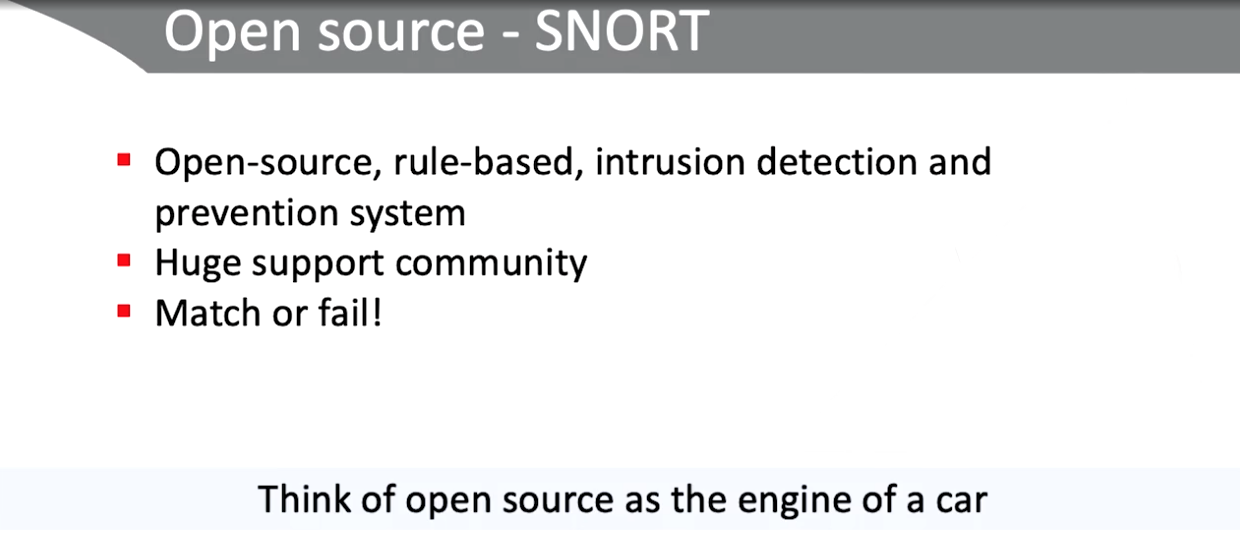 Open source - SNORT
Open-source, rule-based, intrusion detection and
prevention system
Huge support community
Match or fail!
Think of open source as the engine of a car